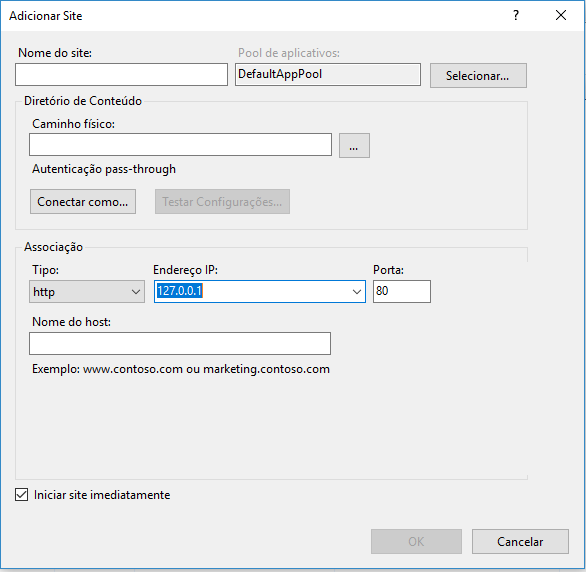 Adicionar Site
?
Nome do site:
Pool de aplicativos:
DefaultAppPool
Selecionar...
Diretório de Conteúdo
Caminho físico:
...
Autenticação pass-through
Conectar como...
Testar Configurações...
Associação
Tipo:
Endereço IP:
Porta:
http
127.0.0.1
80
Nome do host:
Exemplo: www.contoso.com ou marketing.contoso.com
Iniciar site imediatamente
OK
Cancelar